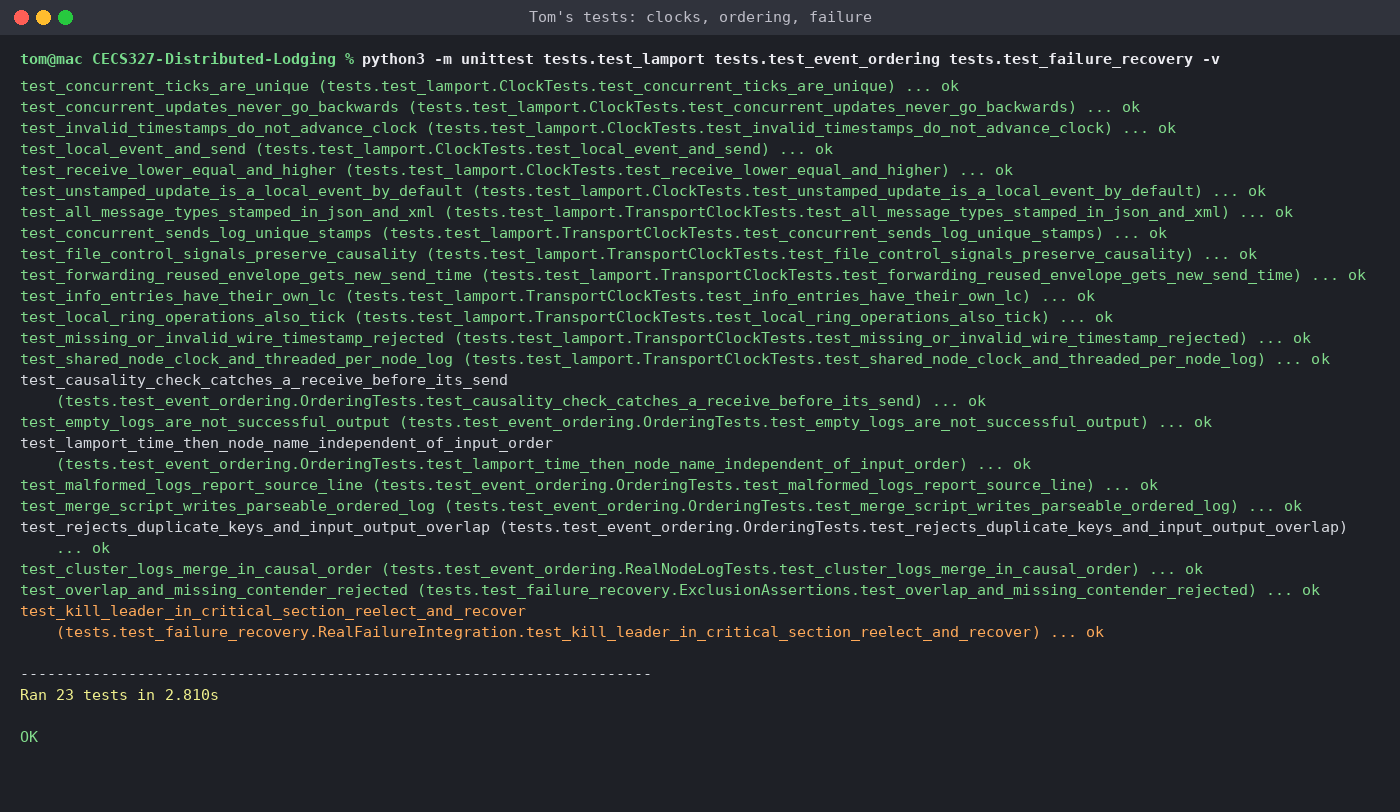 Tom's tests: clocks, ordering, failure
tom@mac CECS327-Distributed-Lodging % python3 -m unittest tests.test_lamport tests.test_event_ordering tests.test_failure_recovery -v
test_concurrent_ticks_are_unique (tests.test_lamport.ClockTests.test_concurrent_ticks_are_unique) ... ok
test_concurrent_updates_never_go_backwards (tests.test_lamport.ClockTests.test_concurrent_updates_never_go_backwards) ... ok
test_invalid_timestamps_do_not_advance_clock (tests.test_lamport.ClockTests.test_invalid_timestamps_do_not_advance_clock) ... ok
test_local_event_and_send (tests.test_lamport.ClockTests.test_local_event_and_send) ... ok
test_receive_lower_equal_and_higher (tests.test_lamport.ClockTests.test_receive_lower_equal_and_higher) ... ok
test_unstamped_update_is_a_local_event_by_default (tests.test_lamport.ClockTests.test_unstamped_update_is_a_local_event_by_default) ... ok
test_all_message_types_stamped_in_json_and_xml (tests.test_lamport.TransportClockTests.test_all_message_types_stamped_in_json_and_xml) ... ok
test_concurrent_sends_log_unique_stamps (tests.test_lamport.TransportClockTests.test_concurrent_sends_log_unique_stamps) ... ok
test_file_control_signals_preserve_causality (tests.test_lamport.TransportClockTests.test_file_control_signals_preserve_causality) ... ok
test_forwarding_reused_envelope_gets_new_send_time (tests.test_lamport.TransportClockTests.test_forwarding_reused_envelope_gets_new_send_time) ... ok
test_info_entries_have_their_own_lc (tests.test_lamport.TransportClockTests.test_info_entries_have_their_own_lc) ... ok
test_local_ring_operations_also_tick (tests.test_lamport.TransportClockTests.test_local_ring_operations_also_tick) ... ok
test_missing_or_invalid_wire_timestamp_rejected (tests.test_lamport.TransportClockTests.test_missing_or_invalid_wire_timestamp_rejected) ... ok
test_shared_node_clock_and_threaded_per_node_log (tests.test_lamport.TransportClockTests.test_shared_node_clock_and_threaded_per_node_log) ... ok
test_causality_check_catches_a_receive_before_its_send
(tests.test_event_ordering.OrderingTests.test_causality_check_catches_a_receive_before_its_send) ... ok
test_empty_logs_are_not_successful_output (tests.test_event_ordering.OrderingTests.test_empty_logs_are_not_successful_output) ... ok
test_lamport_time_then_node_name_independent_of_input_order
(tests.test_event_ordering.OrderingTests.test_lamport_time_then_node_name_independent_of_input_order) ... ok
test_malformed_logs_report_source_line (tests.test_event_ordering.OrderingTests.test_malformed_logs_report_source_line) ... ok
test_merge_script_writes_parseable_ordered_log (tests.test_event_ordering.OrderingTests.test_merge_script_writes_parseable_ordered_log) ... ok
test_rejects_duplicate_keys_and_input_output_overlap (tests.test_event_ordering.OrderingTests.test_rejects_duplicate_keys_and_input_output_overlap)
... ok
test_cluster_logs_merge_in_causal_order (tests.test_event_ordering.RealNodeLogTests.test_cluster_logs_merge_in_causal_order) ... ok
test_overlap_and_missing_contender_rejected (tests.test_failure_recovery.ExclusionAssertions.test_overlap_and_missing_contender_rejected) ... ok
test_kill_leader_in_critical_section_reelect_and_recover
(tests.test_failure_recovery.RealFailureIntegration.test_kill_leader_in_critical_section_reelect_and_recover) ... ok
----------------------------------------------------------------------
Ran 23 tests in 2.810s
OK